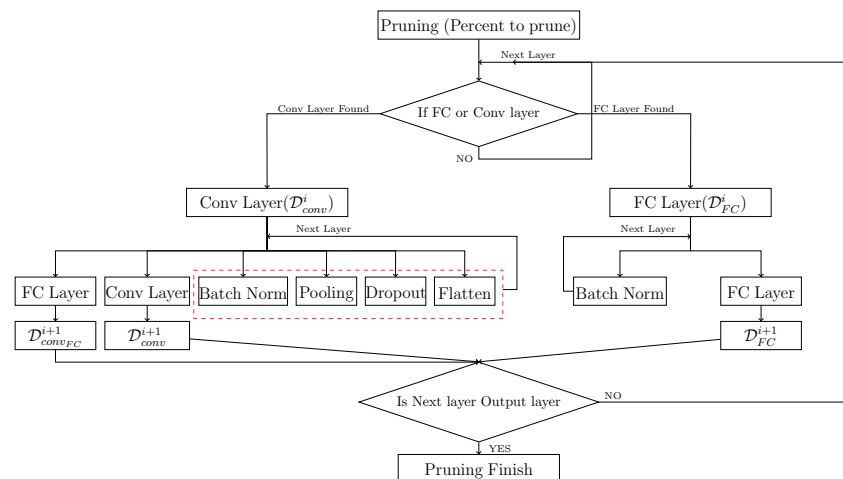 Pruning (Percent to prune)
Next Layer
If FC or Conv layer
Conv Layer Found
FC Layer Found
NO
Conv Layer($\mathcal{D}^{i}_{conv}$)
FC Layer($\mathcal{D}^{i}_{FC}$)
Next Layer
Next Layer
FC Layer
Conv Layer
Batch Norm
Pooling
Dropout
Flatten
Batch Norm
FC Layer
$\mathcal{D}^{i+1}_{conv_{FC}}$
$\mathcal{D}^{i+1}_{conv}$
$\mathcal{D}^{i+1}_{FC}$
Is Next layer Output layer
NO
YES
Pruning Finish